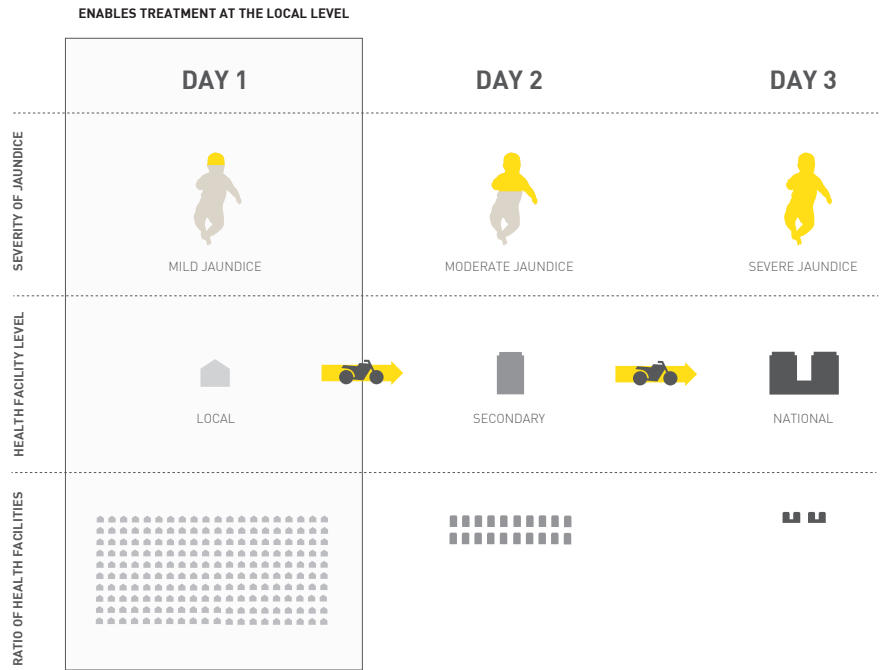 ENABLES TREATMENT AT THE LOCAL LEVEL
DAY 1
DAY 2
DAY 3
SEVERITY OF JAUNDICE
MILD JAUNDICE
MODERATE JAUNDICE
SEVERE JAUNDICE
HEALTH FACILITY LEVEL
LOCAL
SECONDARY
NATIONAL
RATIO OF HEALTH FACILITIES